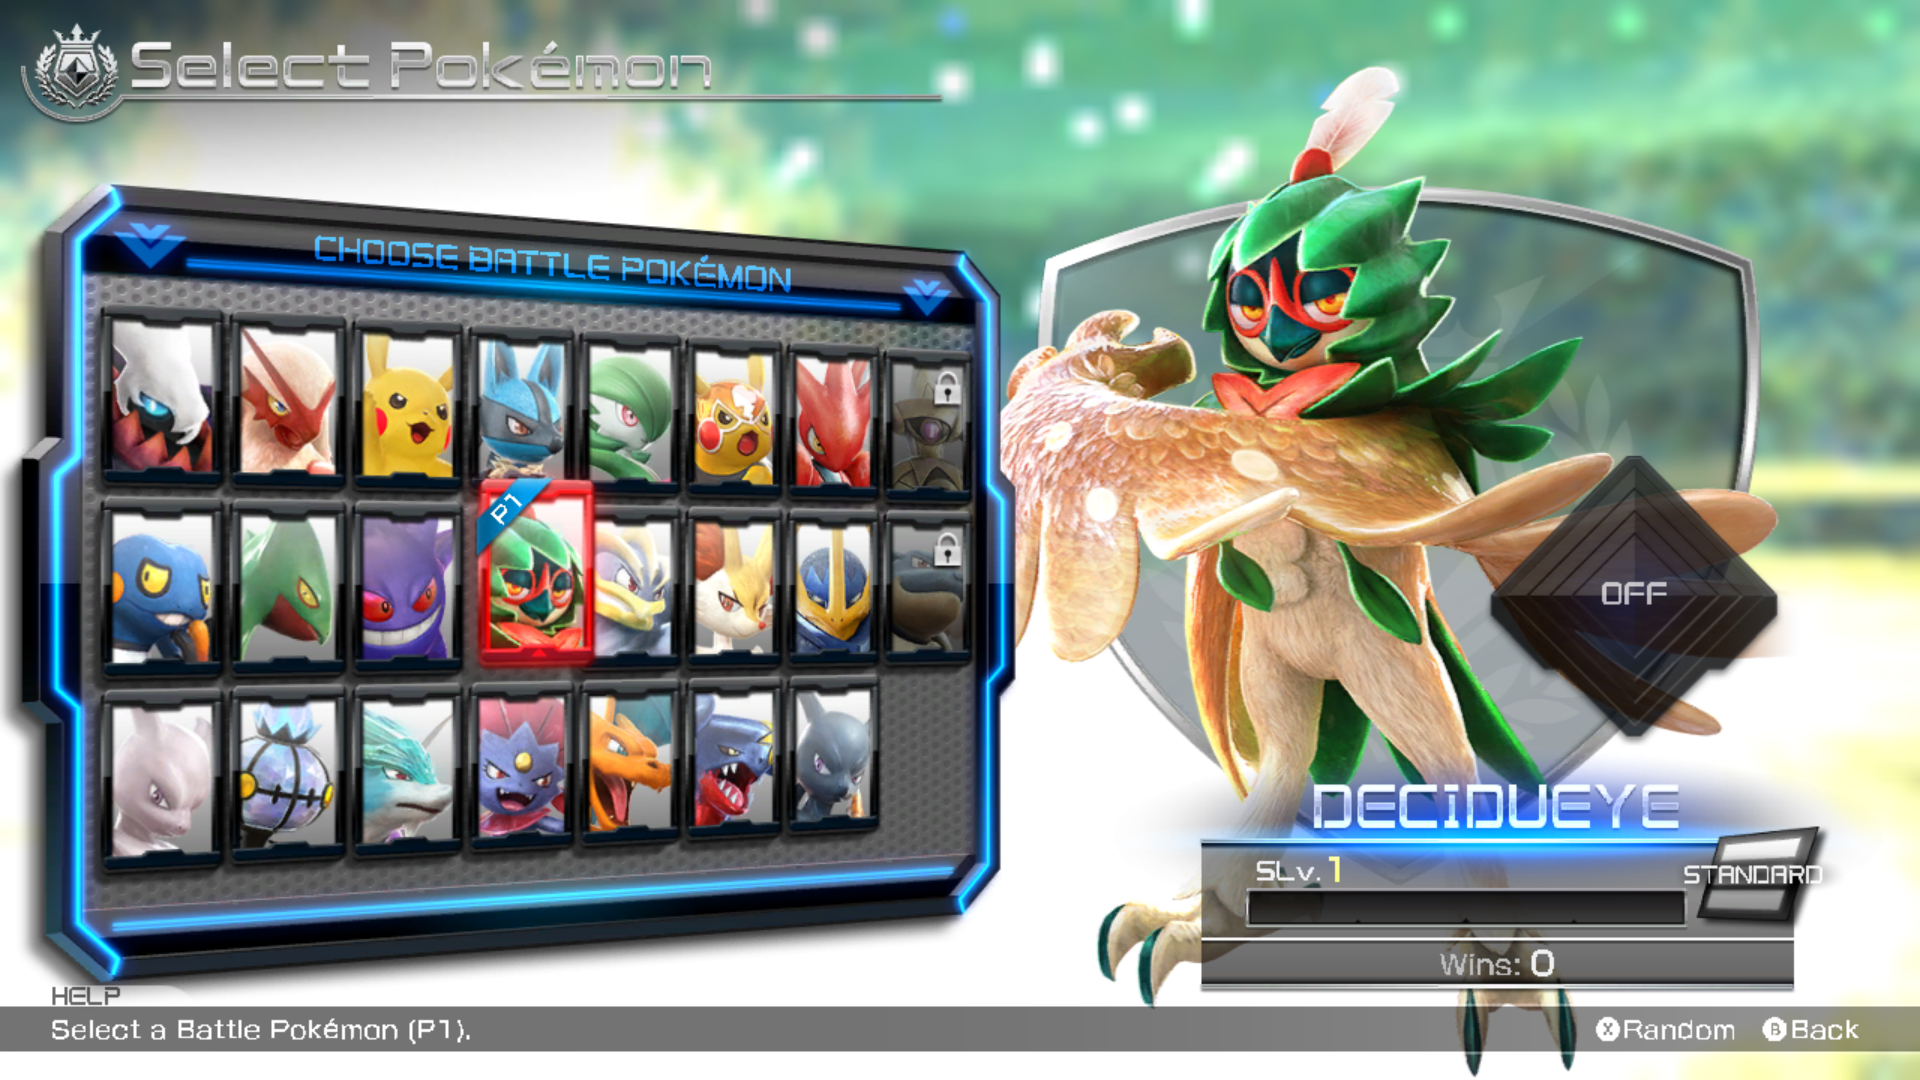 Select Pokémon
CHOOSE BATTLE POKÉMON
P1
OFF
DECiDUEYE
SLv. 1
STANDARD
Wins: 0
HELP
Select a Battle Pokémon (P1).
X Random B Back